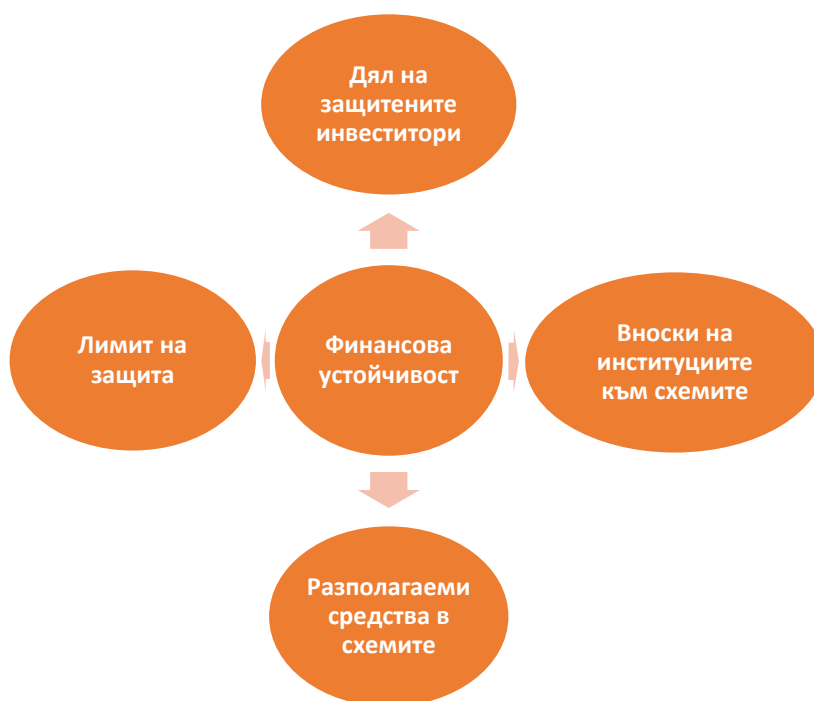 Дял на
защитените
инвеститори
Лимит на
защита
Финансова
устойчивост
Вноски на
институциите
към схемите
Разполагаеми
средства в
схемите